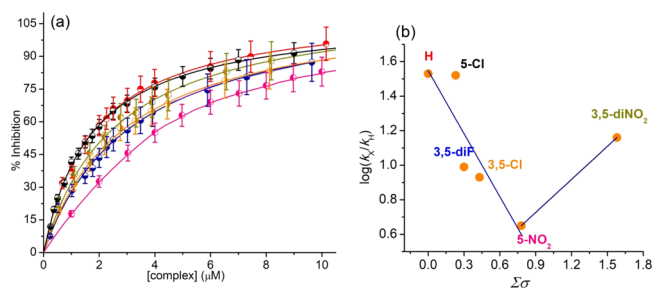 (a)
105
90
75
60
45
30
15
0
% Inhibition
0 2 4 6 8 10
[complex] (μM)
(b)
1.6
1.4
1.2
1.0
0.8
0.6
log(kₓ/k_H)
H
5-Cl
3,5-diNO₂
3,5-diF
3,5-Cl
5-NO₂
0.0 0.3 0.6 0.9 1.2 1.5 1.8
Σσ